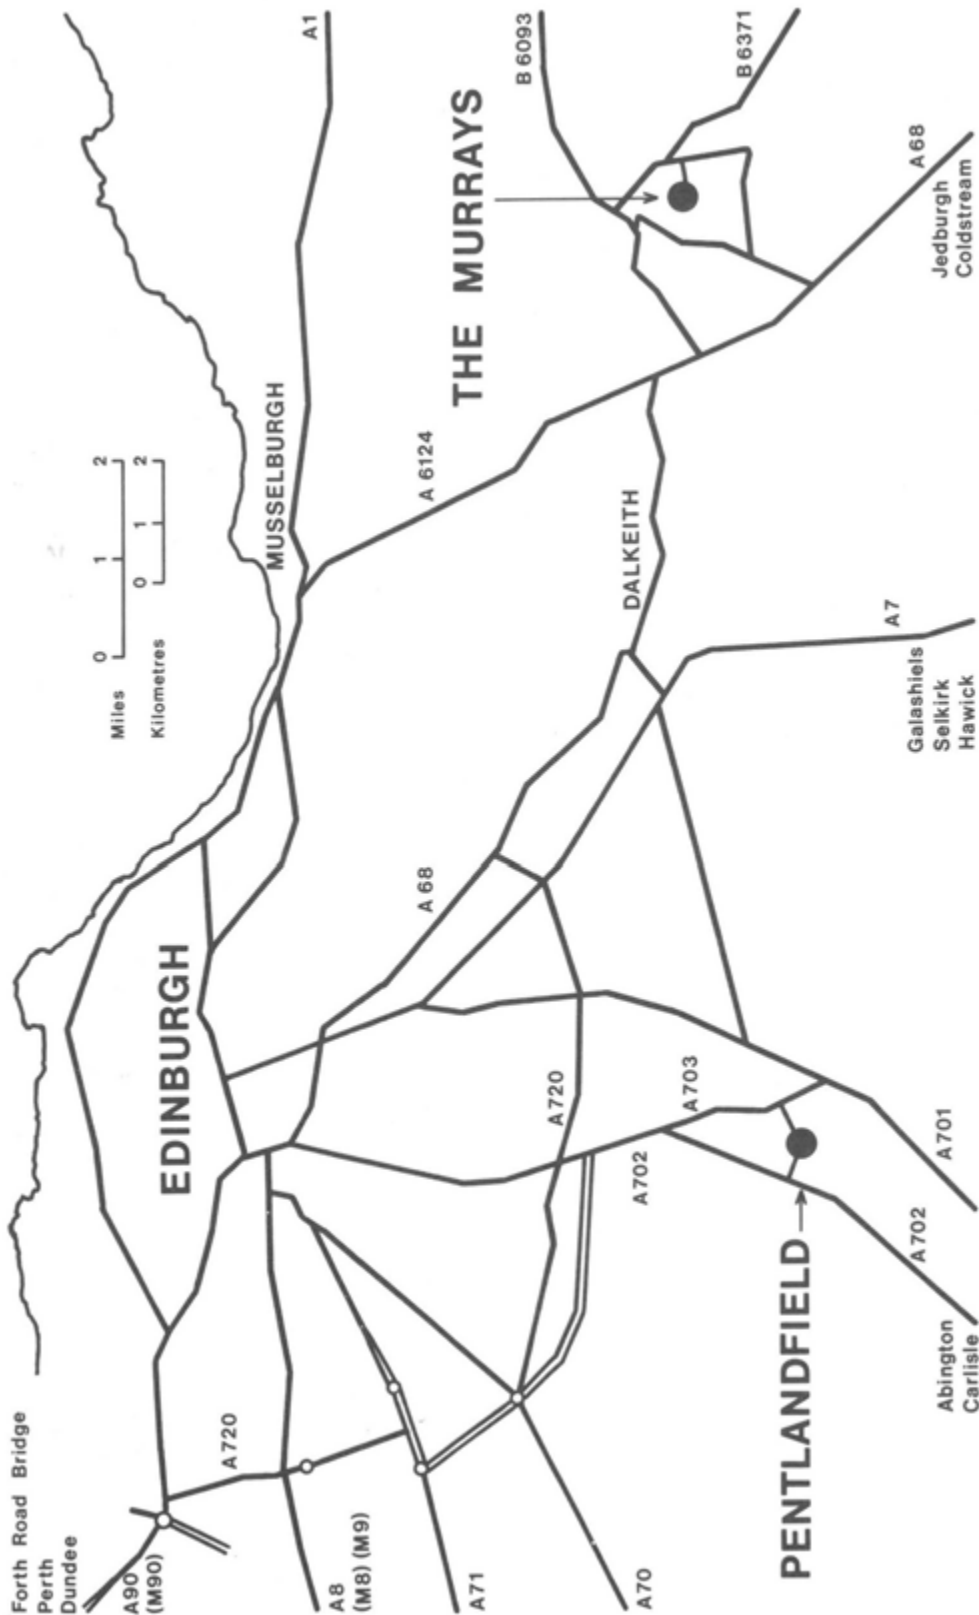 Forth Road Bridge
Perth
Dundee
A90
(M90)
A720
A8
(M8) (M9)
A71
A70
EDINBURGH
Miles
0 1 2
Kilometres
0 1 2
MUSSELBURGH
A1
A 68
A 6124
B 6093
THE MURRAYS
B 6371
DALKEITH
A720
A702
A703
PENTLANDFIELD
A702
A701
Abington
Carlisle
A7
Galashiels
Selkirk
Hawick
A68
Jedburgh
Coldstream